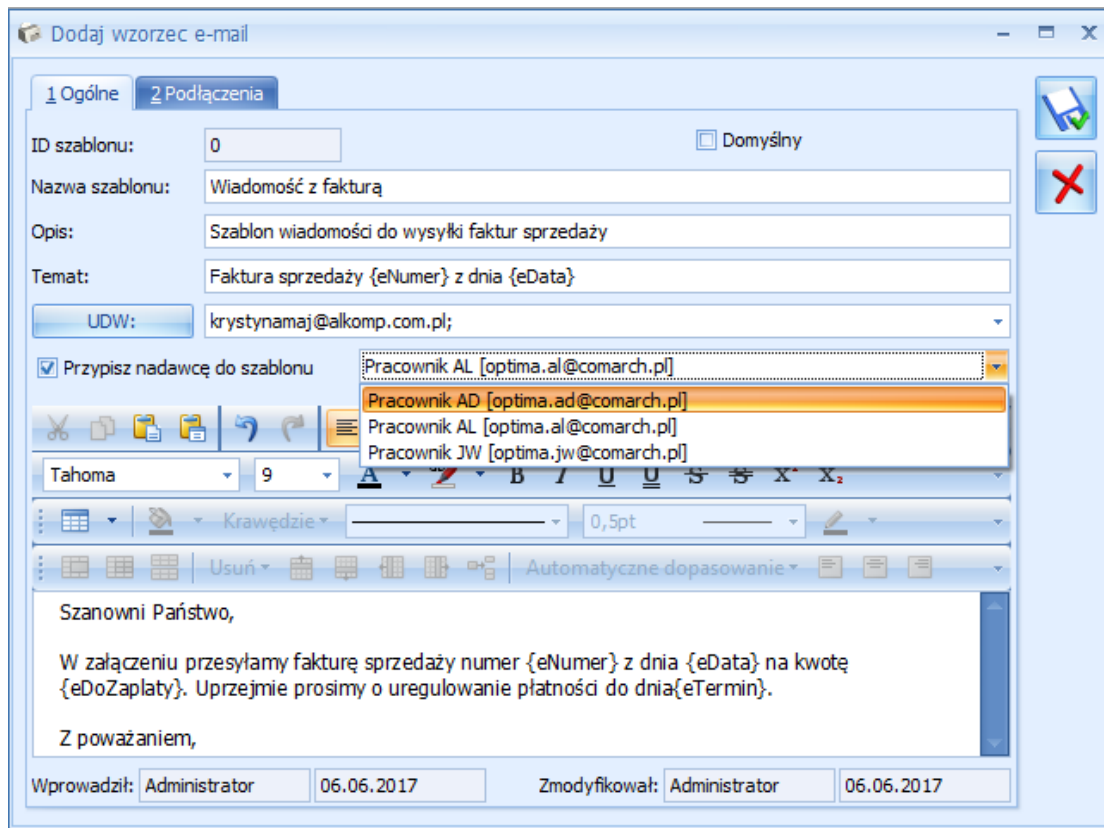 Dodaj wzorzec e-mail
1 Ogólne 2 Podłączenia
ID szablonu: 0 Domyślny
Nazwa szablonu: Wiadomość z fakturą
Opis: Szablon wiadomości do wysyłki faktur sprzedaży
Temat: Faktura sprzedaży {eNumer} z dnia {eData}
UDW: krystynamaj@alkomp.com.pl;
Przypisz nadawcę do szablonu Pracownik AL [optima.al@comarch.pl]
Pracownik AD [optima.ad@comarch.pl]
Pracownik AL [optima.al@comarch.pl]
Pracownik JW [optima.jw@comarch.pl]
Tahoma 9 A ab B I U U S S X² X₂
Krawędzie 0,5pt
Usuń Automatyczne dopasowanie
Szanowni Państwo,
W załączeniu przesyłamy fakturę sprzedaży numer {eNumer} z dnia {eData} na kwotę
{eDoZaplaty}. Uprzejmie prosimy o uregulowanie płatności do dnia{eTermin}.
Z poważaniem,
Wprowadził: Administrator 06.06.2017 Zmodyfikował: Administrator 06.06.2017